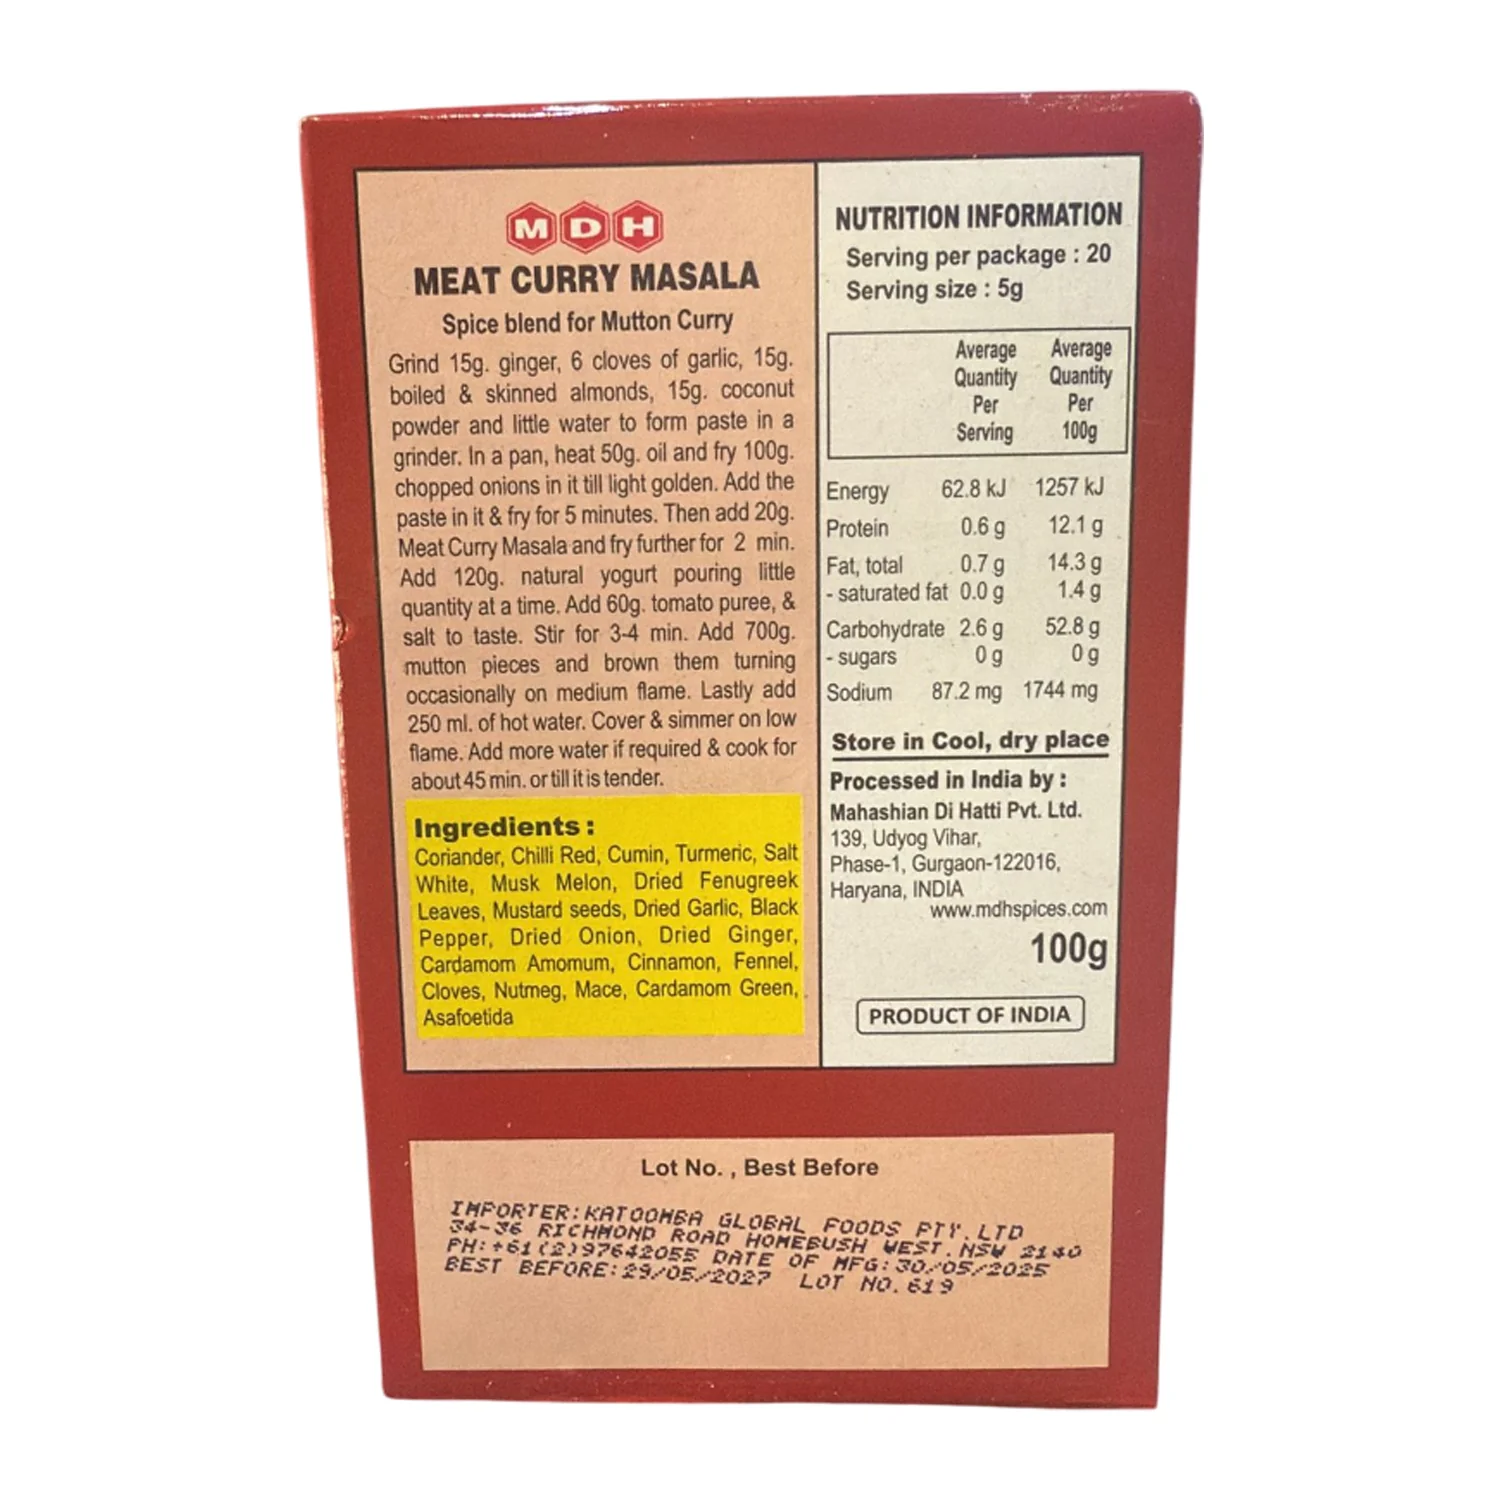 MDH
MEAT CURRY MASALA
Spice blend for Mutton Curry
Grind 15g. ginger, 6 cloves of garlic, 15g.
boiled & skinned almonds, 15g. coconut
powder and little water to form paste in a
grinder. In a pan, heat 50g. oil and fry 100g.
chopped onions in it till light golden. Add the
paste in it & fry for 5 minutes. Then add 20g.
Meat Curry Masala and fry further for 2 min.
Add 120g. natural yogurt pouring little
quantity at a time. Add 60g. tomato puree, &
salt to taste. Stir for 3-4 min. Add 700g.
mutton pieces and brown them turning
occasionally on medium flame. Lastly add
250 ml. of hot water. Cover & simmer on low
flame. Add more water if required & cook for
about 45 min. or till it is tender.
Ingredients :
Coriander, Chilli Red, Cumin, Turmeric, Salt
White, Musk Melon, Dried Fenugreek
Leaves, Mustard seeds, Dried Garlic, Black
Pepper, Dried Onion, Dried Ginger,
Cardamom Amomum, Cinnamon, Fennel,
Cloves, Nutmeg, Mace, Cardamom Green,
Asafoetida
NUTRITION INFORMATION
Serving per package : 20
Serving size : 5g
Average Average
Quantity Quantity
Per Per
Serving 100g
Energy 62.8 kJ 1257 kJ
Protein 0.6 g 12.1 g
Fat, total 0.7 g 14.3 g
- saturated fat 0.0 g 1.4 g
Carbohydrate 2.6 g 52.8 g
- sugars 0 g 0 g
Sodium 87.2 mg 1744 mg
Store in Cool, dry place
Processed in India by :
Mahashian Di Hatti Pvt. Ltd.
139, Udyog Vihar,
Phase-1, Gurgaon-122016,
Haryana, INDIA
www.mdhspices.com
100g
PRODUCT OF INDIA
Lot No. , Best Before
IMPORTER:KATOOMBA GLOBAL FOODS PTY.LTD
34-36 RICHMOND ROAD HOMEBUSH WEST.NSW 2140
PH:+61(2)97642055 DATE OF MFG:30/05/2025
BEST BEFORE:29/05/2027 LOT NO.619